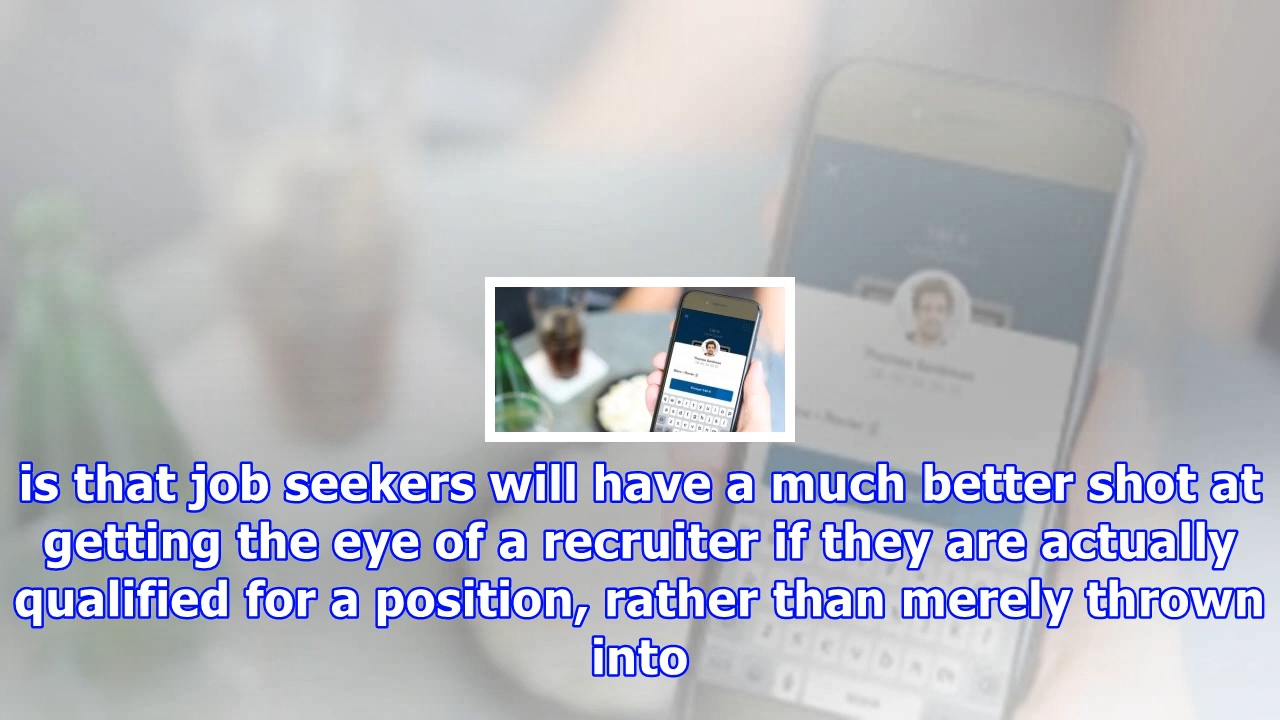 is that job seekers will have a much better shot at
getting the eye of a recruiter if they are actually
qualified for a position, rather than merely thrown
into